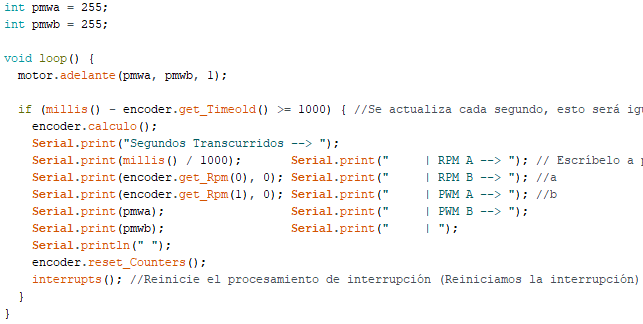 int pmwa = 255;
int pmwb = 255;

void loop() {
  motor.adelante(pmwa, pmwb, 1);

  if (millis() - encoder.get_Timeold() >= 1000) { //Se actualiza cada segundo, esto será
    encoder.calculo();
    Serial.print("Segundos Transcurridos --> ");
    Serial.print(millis() / 1000);       Serial.print("     | RPM A --> "); // Escríbelo a
    Serial.print(encoder.get_Rpm(0), 0); Serial.print("     | RPM B --> "); //a
    Serial.print(encoder.get_Rpm(1), 0); Serial.print("     | PWM A --> "); //b
    Serial.print(pmwa);                  Serial.print("     | PWM B --> ");
    Serial.print(pmwb);                  Serial.print("     | ");
    Serial.println(" ");
    encoder.reset_Counters();
    interrupts(); //Reinicie el procesamiento de interrupción (Reiniciamos la interrupción)
  }
}